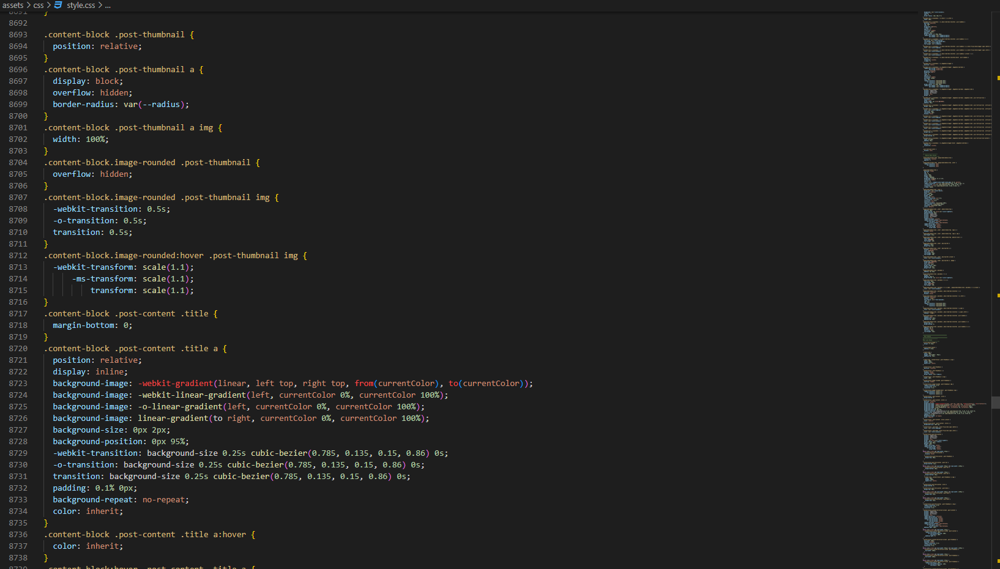 assets > css > style.css > ...
8691 }
8692
8693 .content-block .post-thumbnail {
8694 position: relative;
8695 }
8696 .content-block .post-thumbnail a {
8697 display: block;
8698 overflow: hidden;
8699 border-radius: var(--radius);
8700 }
8701 .content-block .post-thumbnail a img {
8702 width: 100%;
8703 }
8704 .content-block.image-rounded .post-thumbnail {
8705 overflow: hidden;
8706 }
8707 .content-block.image-rounded .post-thumbnail img {
8708 -webkit-transition: 0.5s;
8709 -o-transition: 0.5s;
8710 transition: 0.5s;
8711 }
8712 .content-block.image-rounded:hover .post-thumbnail img {
8713 -webkit-transform: scale(1.1);
8714 -ms-transform: scale(1.1);
8715 transform: scale(1.1);
8716 }
8717 .content-block .post-content .title {
8718 margin-bottom: 0;
8719 }
8720 .content-block .post-content .title a {
8721 position: relative;
8722 display: inline;
8723 background-image: -webkit-gradient(linear, left top, right top, from(currentColor), to(currentColor));
8724 background-image: -webkit-linear-gradient(left, currentColor 0%, currentColor 100%);
8725 background-image: -o-linear-gradient(left, currentColor 0%, currentColor 100%);
8726 background-image: linear-gradient(to right, currentColor 0%, currentColor 100%);
8727 background-size: 0px 2px;
8728 background-position: 0px 95%;
8729 -webkit-transition: background-size 0.25s cubic-bezier(0.785, 0.135, 0.15, 0.86) 0s;
8730 -o-transition: background-size 0.25s cubic-bezier(0.785, 0.135, 0.15, 0.86) 0s;
8731 transition: background-size 0.25s cubic-bezier(0.785, 0.135, 0.15, 0.86) 0s;
8732 padding: 0.1% 0px;
8733 background-repeat: no-repeat;
8734 color: inherit;
8735 }
8736 .content-block .post-content .title a:hover {
8737 color: inherit;
8738 }
8739 .content-block:hover .post-content .title a {